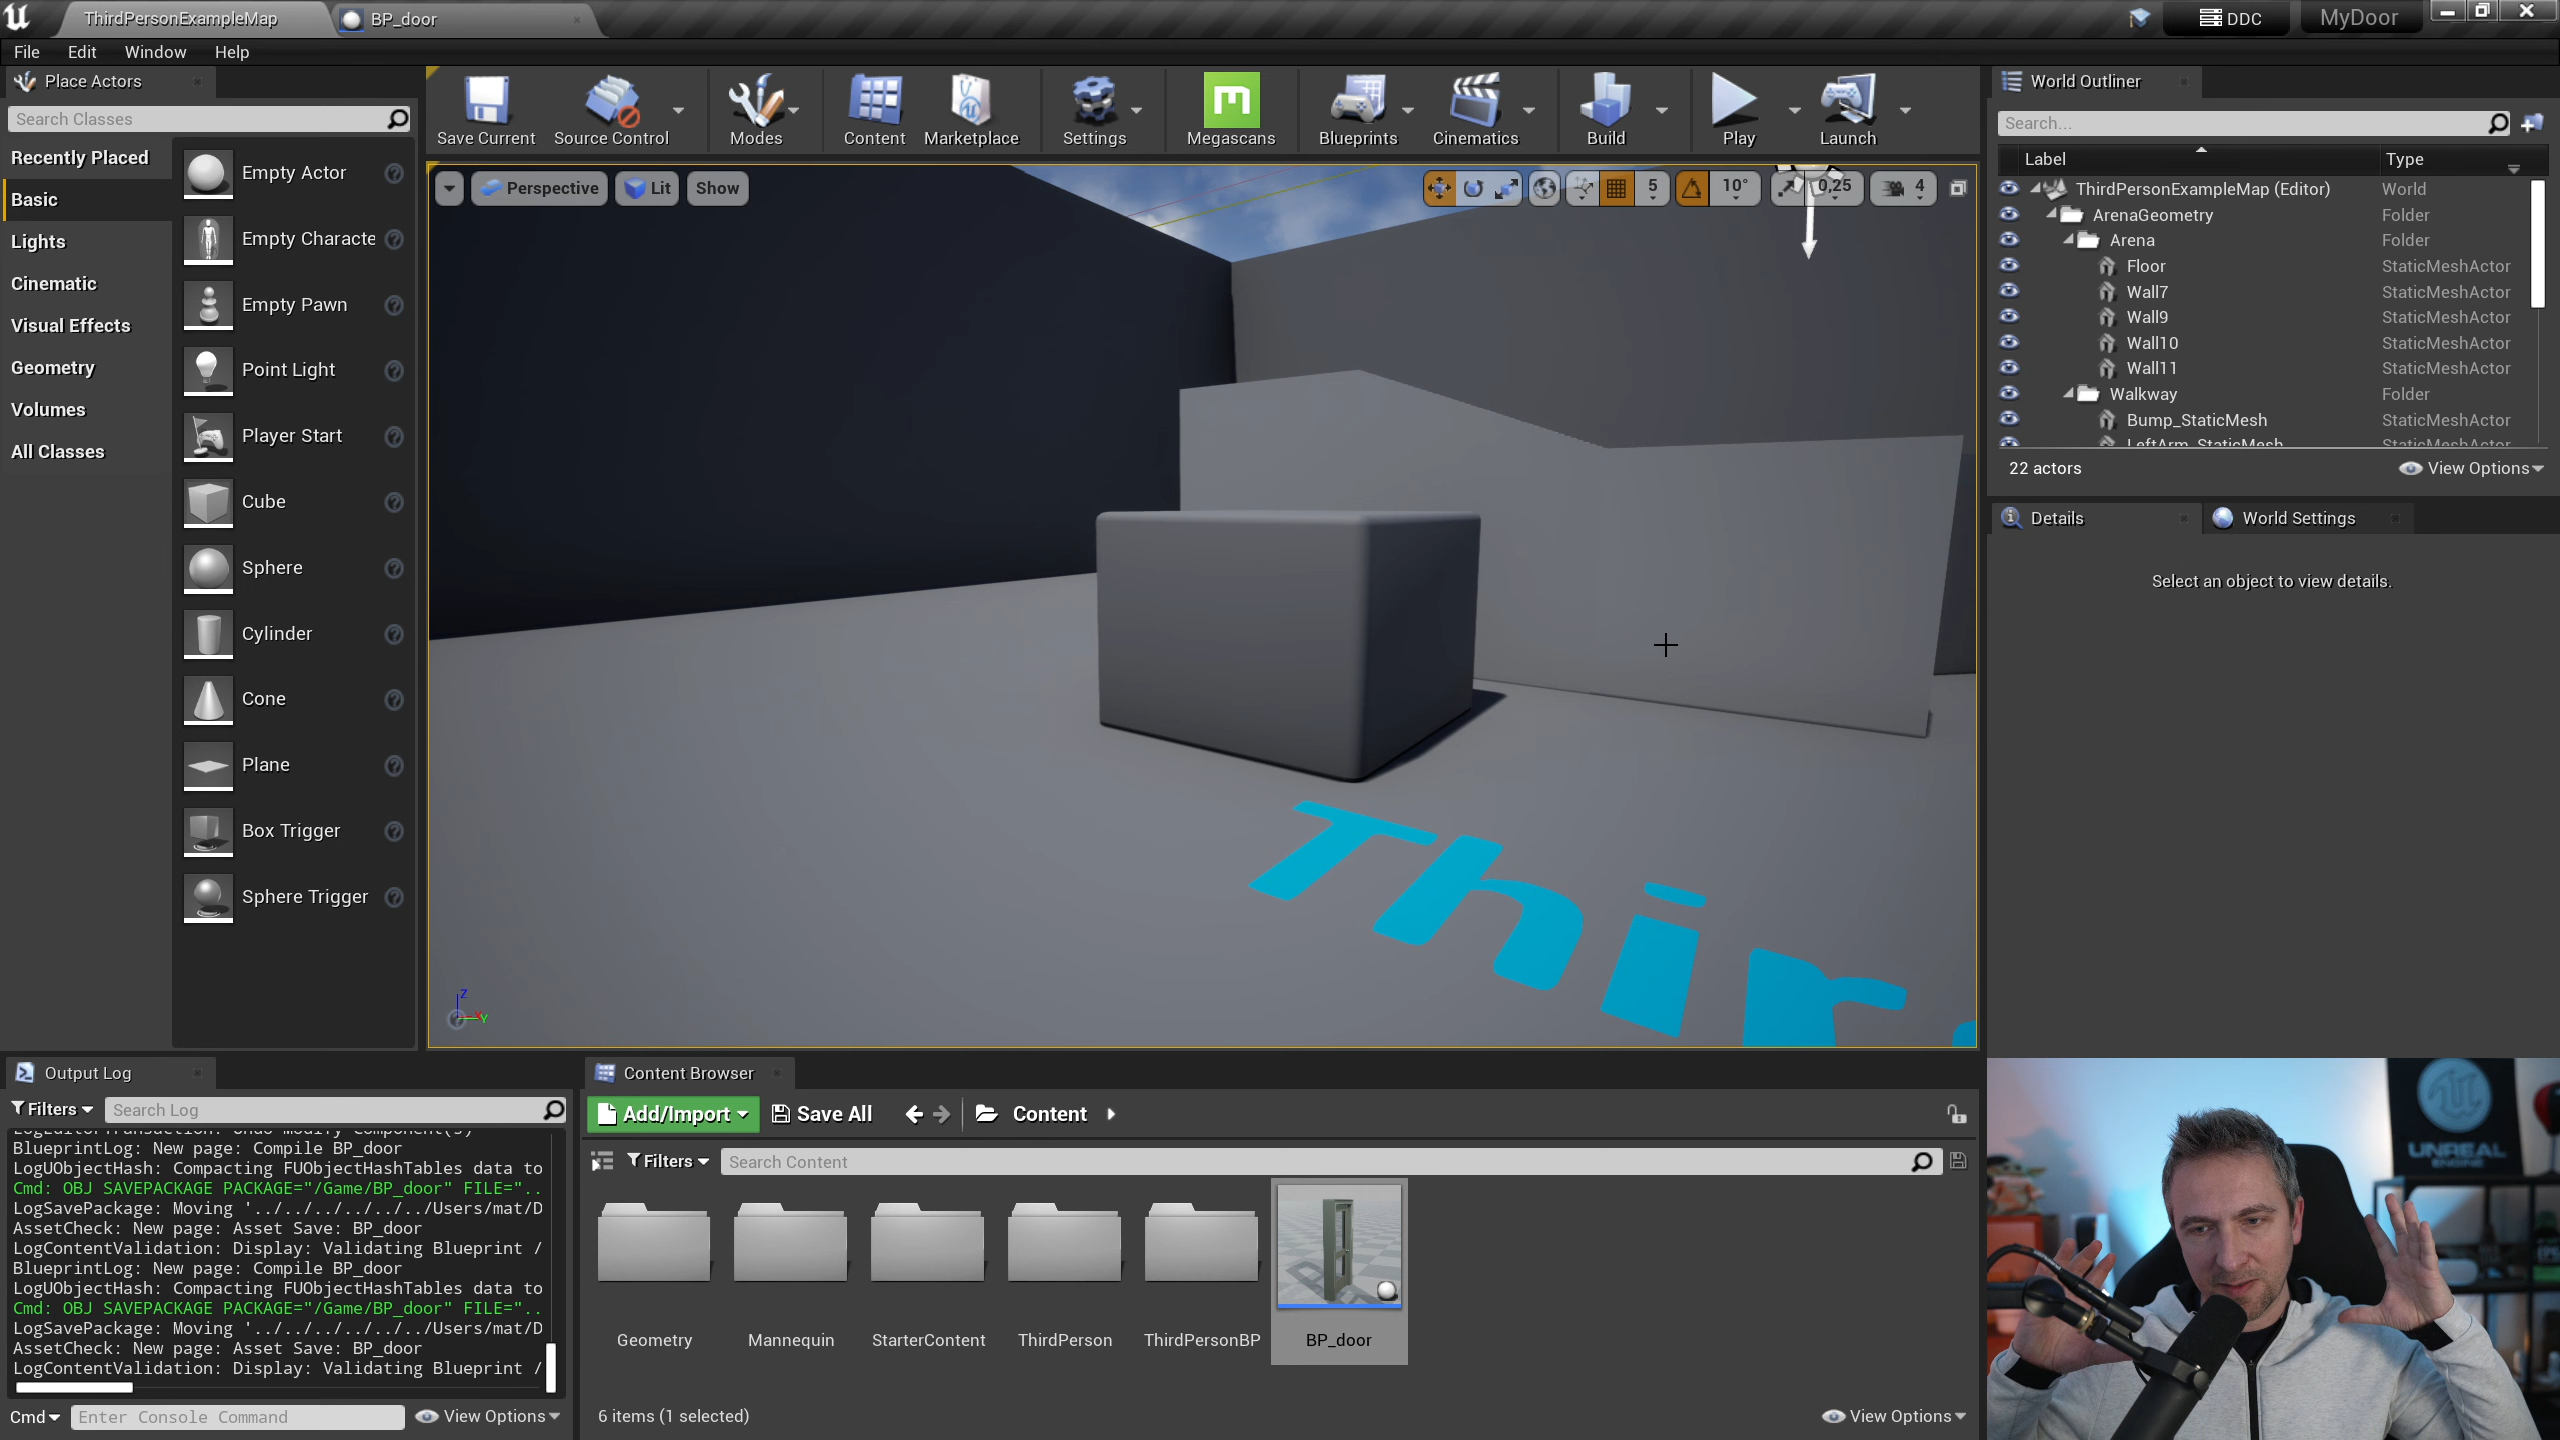 ThirdPersonExampleMap
BP_door
DDC
MyDoor
File Edit Window Help
Place Actors
Search Classes
Recently Placed
Basic
Lights
Cinematic
Visual Effects
Geometry
Volumes
All Classes
Empty Actor
Empty Characte
Empty Pawn
Point Light
Player Start
Cube
Sphere
Cylinder
Cone
Plane
Box Trigger
Sphere Trigger
Save Current
Source Control
Modes
Content
Marketplace
Settings
Megascans
Blueprints
Cinematics
Build
Play
Launch
Perspective
Lit
Show
5
10°
0,25
4
Thir
Z
Y
World Outliner
Search...
Label Type
ThirdPersonExampleMap (Editor) World
ArenaGeometry Folder
Arena Folder
Floor StaticMeshActor
Wall7 StaticMeshActor
Wall9 StaticMeshActor
Wall10 StaticMeshActor
Wall11 StaticMeshActor
Walkway Folder
Bump_StaticMesh StaticMeshActor
LeftArm_StaticMesh StaticMeshActor
22 actors
View Options
Details
World Settings
Select an object to view details.
Output Log
Filters
Search Log
LogEditorTransaction: Undo Modify Component(s)
BlueprintLog: New page: Compile BP_door
LogUObjectHash: Compacting FUObjectHashTables data to
Cmd: OBJ SAVEPACKAGE PACKAGE="/Game/BP_door" FILE="..
LogSavePackage: Moving '../../../../../../Users/mat/D
AssetCheck: New page: Asset Save: BP_door
LogContentValidation: Display: Validating Blueprint /
BlueprintLog: New page: Compile BP_door
LogUObjectHash: Compacting FUObjectHashTables data to
Cmd: OBJ SAVEPACKAGE PACKAGE="/Game/BP_door" FILE="..
LogSavePackage: Moving '../../../../../../Users/mat/D
AssetCheck: New page: Asset Save: BP_door
LogContentValidation: Display: Validating Blueprint /
Cmd
Enter Console Command
View Options
Content Browser
Add/Import
Save All
Content
Filters
Search Content
Geometry
Mannequin
StarterContent
ThirdPerson
ThirdPersonBP
BP_door
6 items (1 selected)
View Options
UNREAL
ENGINE